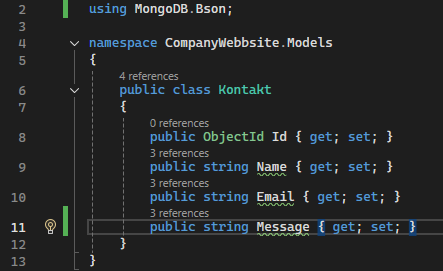 2 using MongoDB.Bson;
3
4 namespace CompanyWebbsite.Models
5 {
4 references
6 public class Kontakt
7 {
0 references
8 public ObjectId Id { get; set; }
3 references
9 public string Name { get; set; }
3 references
10 public string Email { get; set; }
3 references
11 public string Message { get; set; }
12 }
13 }